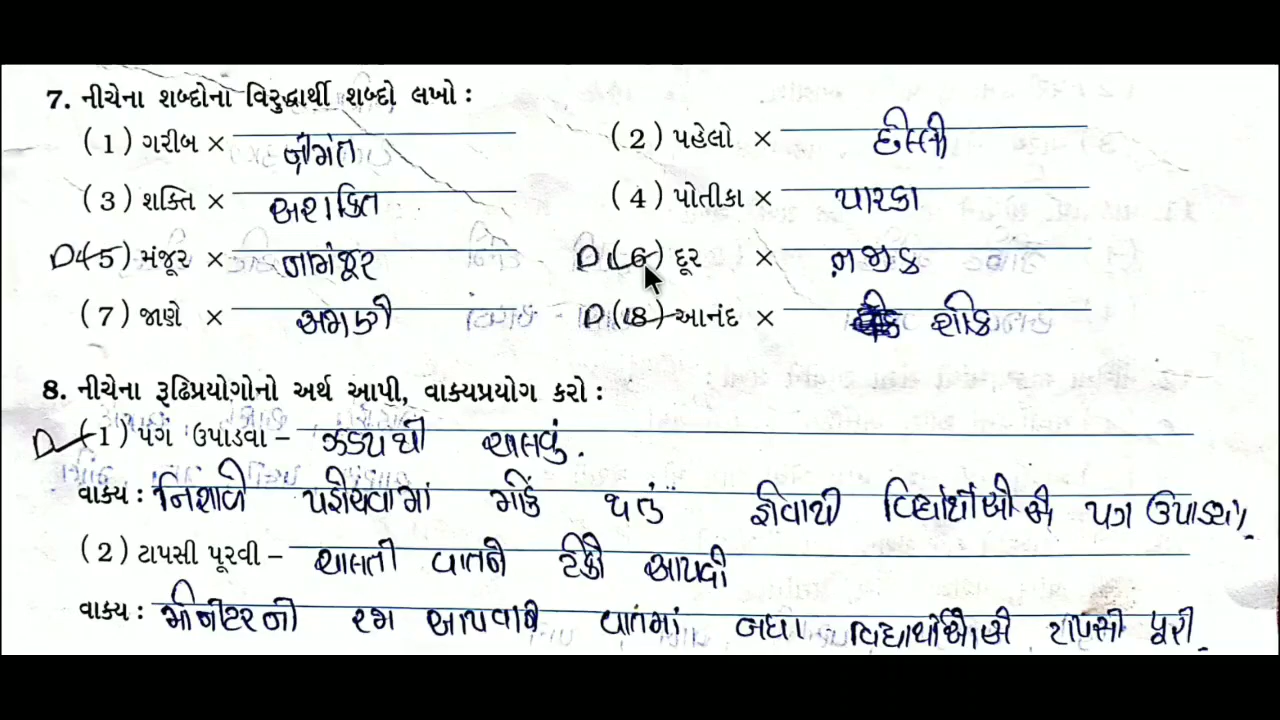 7. નીચેના શબ્દોના વિરુદ્ધાર્થી શબ્દો લખો :
(1) ગરીબ × શ્રીમંત (2) પહેલો × છેલ્લો
(3) શક્તિ × અશક્તિ (4) પોતીકા × પારકા
(5) મંજૂર × નામંજૂર (6) દૂર × નજીક
(7) જાણે × (8) આનંદ × શોક
8. નીચેના રૂઢિપ્રયોગોનો અર્થ આપી, વાક્યપ્રયોગ કરો :
(1) પગ ઉપાડવા – ઝડપથી ચાલવું.
વાક્ય : નિશાળે પહોંચવામાં મોડું થતું હોવાથી વિદ્યાર્થીઓએ પગ ઉપાડ્યા.
(2) ટાપસી પૂરવી – ચાલતી વાતને ટેકો આપવો
વાક્ય : મોનીટરની રજા આપવાની વાતમાં બધા વિદ્યાર્થીઓએ ટાપસી પૂરી.